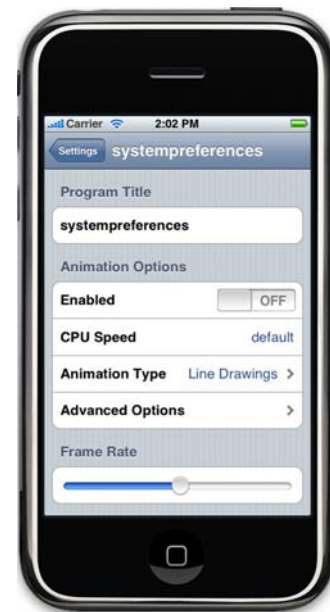 Carrier 2:02 PM
Settings systempreferences
Program Title
systempreferences
Animation Options
Enabled OFF
CPU Speed default
Animation Type Line Drawings >
Advanced Options >
Frame Rate